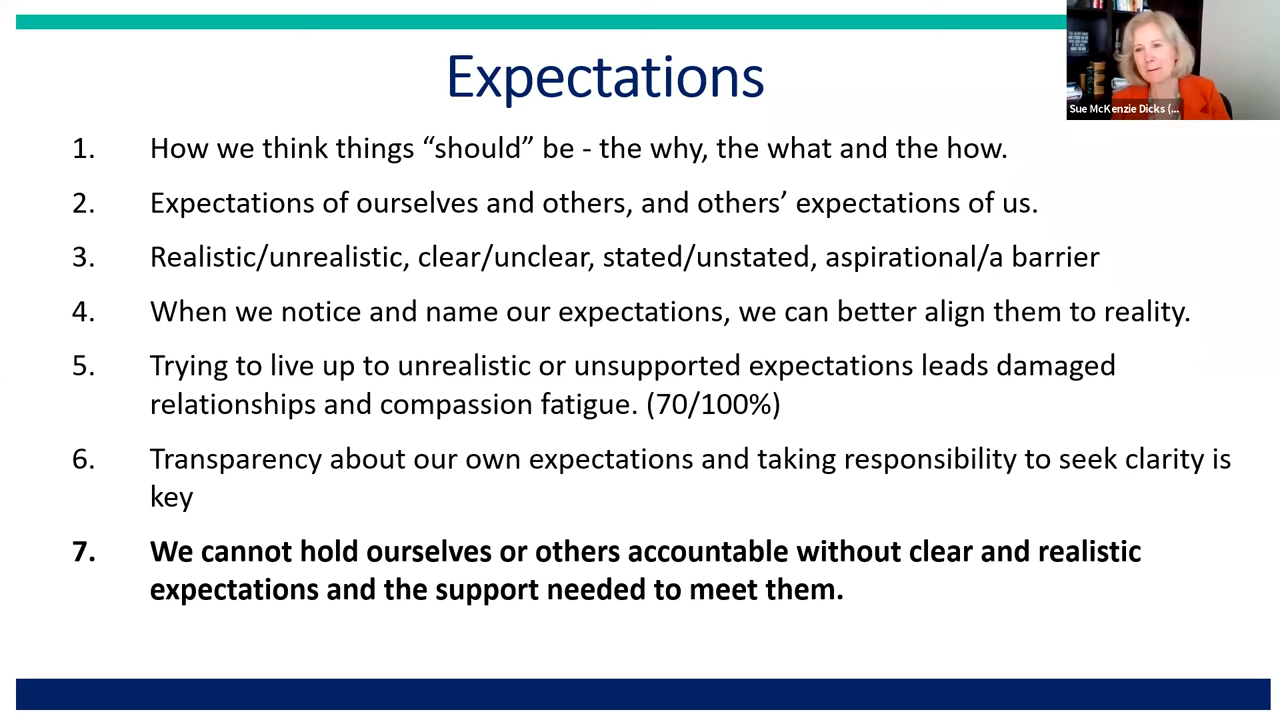 Expectations
Sue McKenzie Dicks (...
1. How we think things “should” be - the why, the what and the how.
2. Expectations of ourselves and others, and others’ expectations of us.
3. Realistic/unrealistic, clear/unclear, stated/unstated, aspirational/a barrier
4. When we notice and name our expectations, we can better align them to reality.
5. Trying to live up to unrealistic or unsupported expectations leads damaged
relationships and compassion fatigue. (70/100%)
6. Transparency about our own expectations and taking responsibility to seek clarity is
key
7. We cannot hold ourselves or others accountable without clear and realistic
expectations and the support needed to meet them.